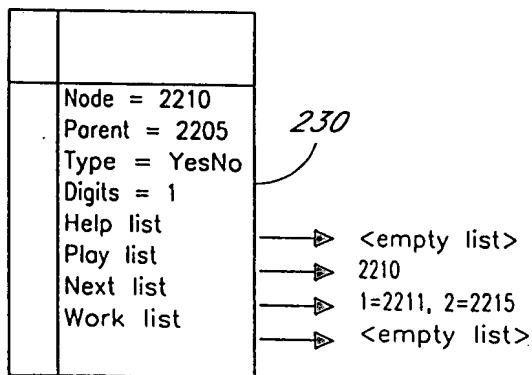 Node = 2210
Parent = 2205
230
Type = YesNo
Digits = 1
Help list
<empty list>
Play list
2210
Next list
1=2211, 2=2215
Work list
<empty list>